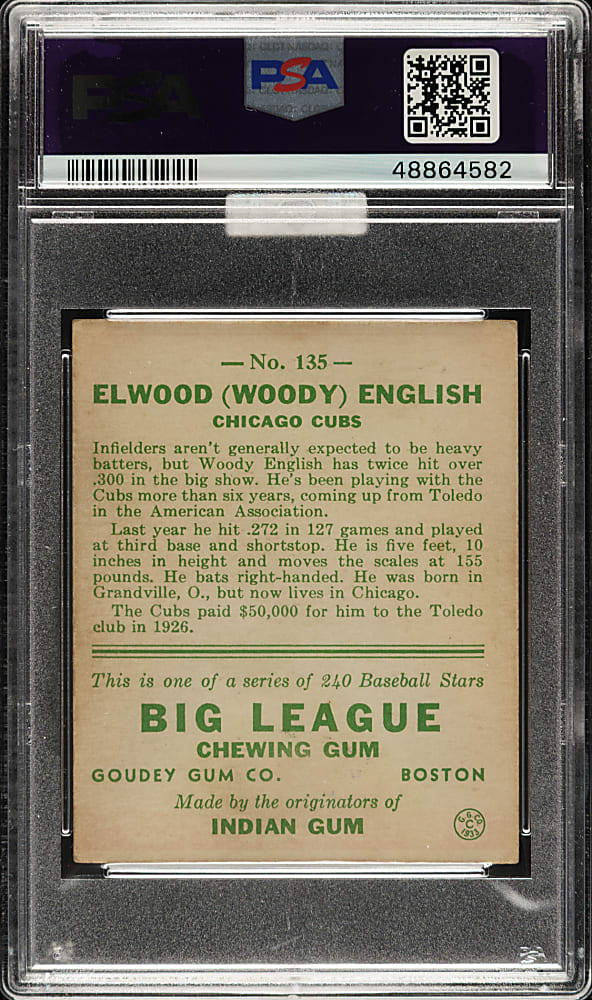 PSA
PSA
48864582
— No. 135 —
ELWOOD (WOODY) ENGLISH
CHICAGO CUBS
Infielders aren't generally expected to be heavy
batters, but Woody English has twice hit over
.300 in the big show. He's been playing with the
Cubs more than six years, coming up from Toledo
in the American Association.
Last year he hit .272 in 127 games and played
at third base and shortstop. He is five feet, 10
inches in height and moves the scales at 155
pounds. He bats right-handed. He was born in
Grandville, O., but now lives in Chicago.
The Cubs paid $50,000 for him to the Toledo
club in 1926.
This is one of a series of 240 Baseball Stars
BIG LEAGUE
CHEWING GUM
GOUDEY GUM CO. BOSTON
Made by the originators of
INDIAN GUM
G.G.CO.
C
1933